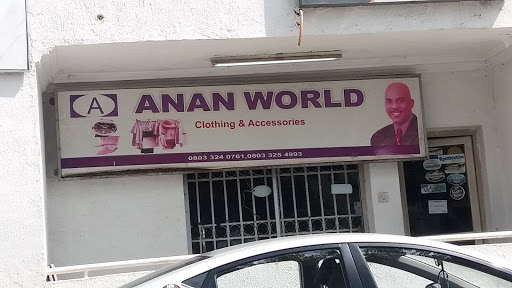 A
ANAN WORLD
Clothing & Accessories
0803 324 0761,0803 325 4993